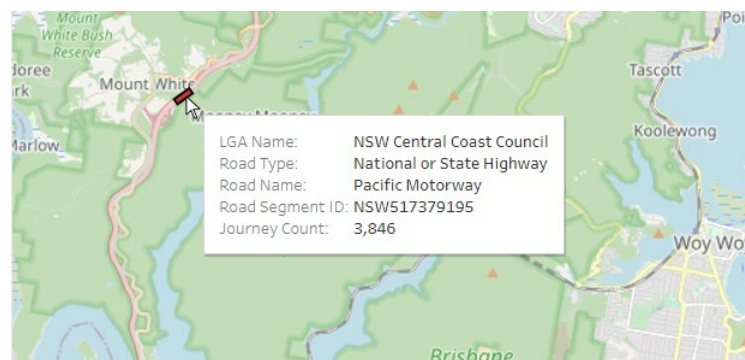 Mount
White Bush
Reserve
Mount White
Tascott
Koolewong
Marlow
LGA Name: NSW Central Coast Council
Road Type: National or State Highway
Road Name: Pacific Motorway
Road Segment ID: NSW517379195
Journey Count: 3,846
Woy Wo
Brisbane